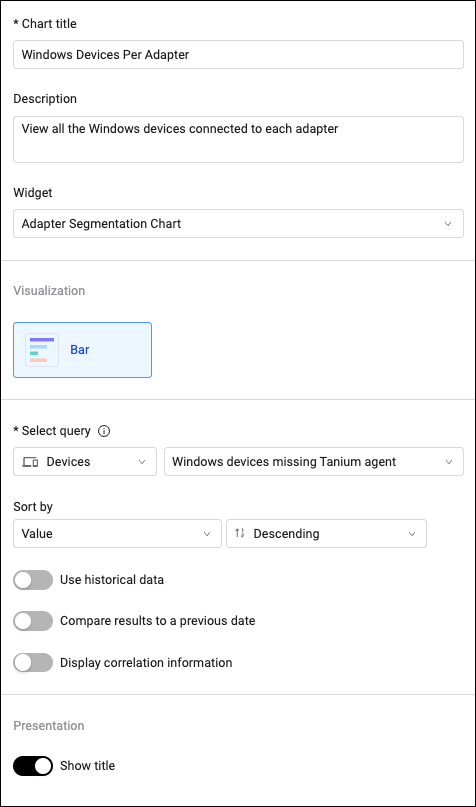 * Chart title
Windows Devices Per Adapter
Description
View all the Windows devices connected to each adapter
Widget
Adapter Segmentation Chart
Visualization
Bar
* Select query
Devices
Windows devices missing Tanium agent
Sort by
Value
Descending
Use historical data
Compare results to a previous date
Display correlation information
Presentation
Show title